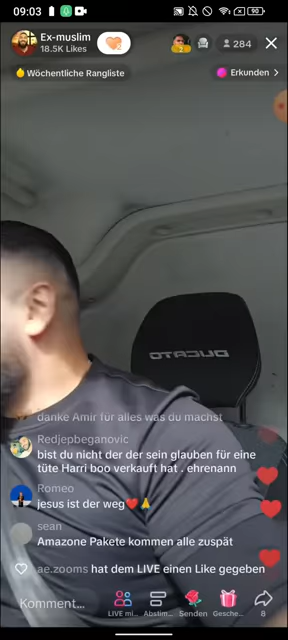 09:03
90
Ex-muslim
18.5K Likes
284
Wöchentliche Rangliste
Erkunden >
DUCATO
danke Amir für alles was du machst
Redjepbeganovic
bist du nicht der der sein glauben für eine
tüte Harri boo verkauft hat . ehrenann
Romeo
jesus ist der weg❤️🙏
sean
Amazone Pakete kommen alle zuspät
ae.zooms hat dem LIVE einen Like gegeben
Komment...
LIVE mi...
Abstim...
Senden
Gesche...
8